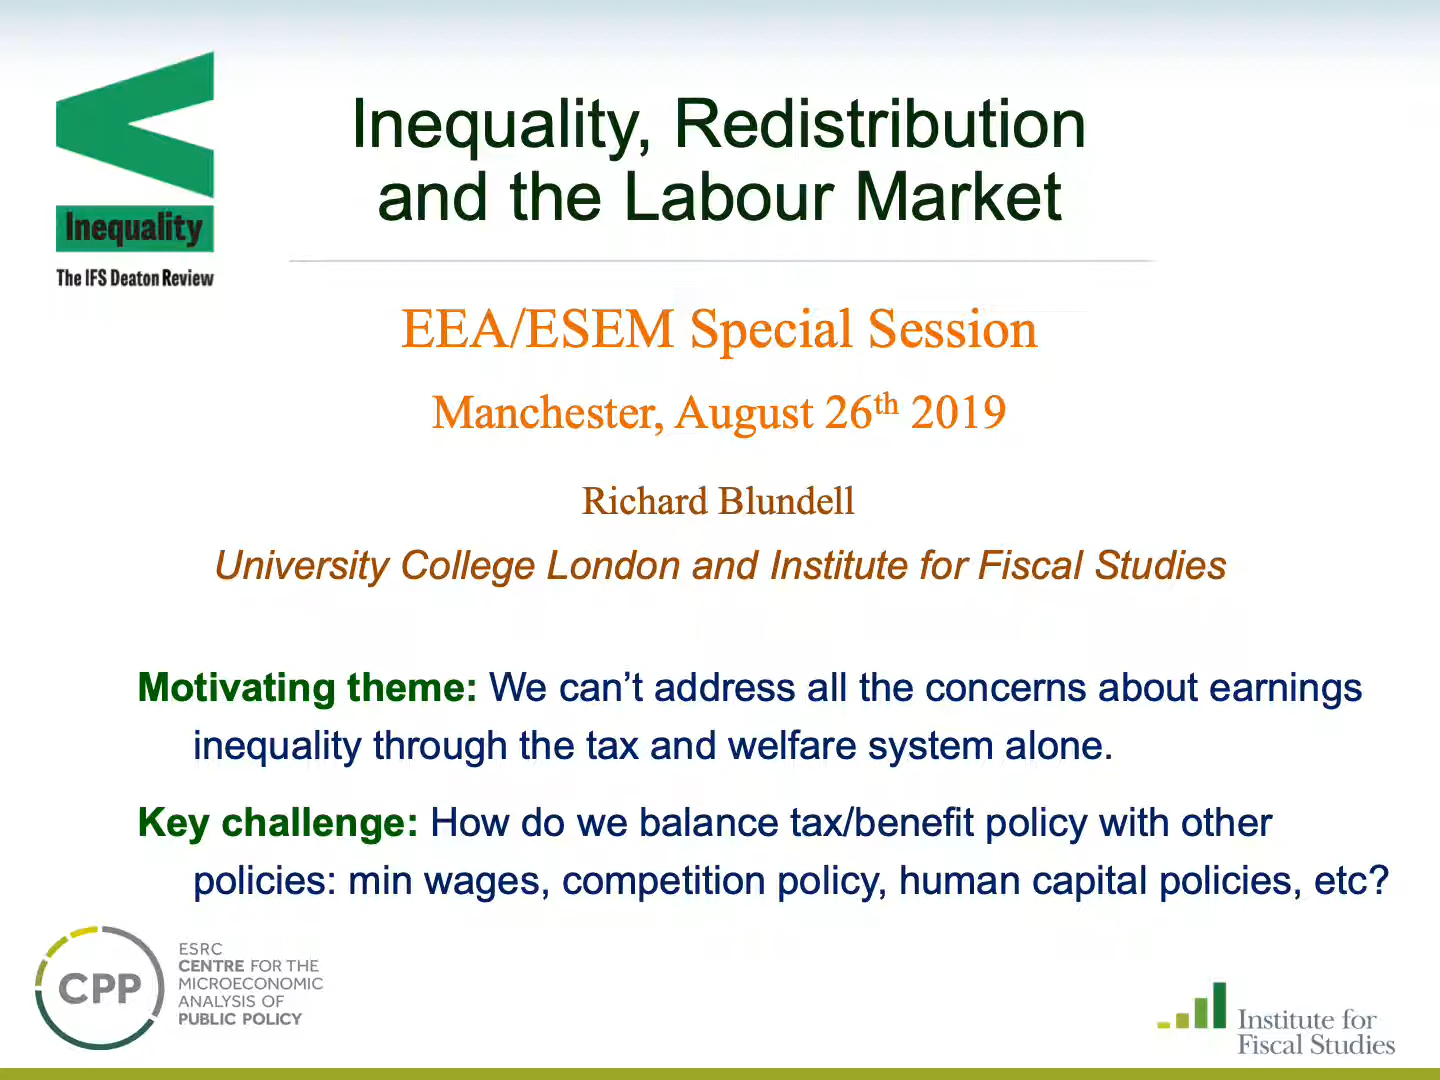 Inequality, Redistribution
and the Labour Market
Inequality
The IFS Deaton Review
EEA/ESEM Special Session
Manchester, August 26th 2019
Richard Blundell
University College London and Institute for Fiscal Studies
Motivating theme: We can’t address all the concerns about earnings
inequality through the tax and welfare system alone.
Key challenge: How do we balance tax/benefit policy with other
policies: min wages, competition policy, human capital policies, etc?
CPP
ESRC
CENTRE FOR THE
MICROECONOMIC
ANALYSIS OF
PUBLIC POLICY
Institute for
Fiscal Studies